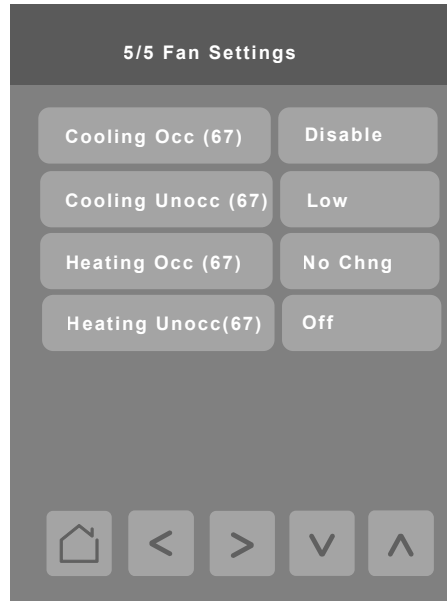 5/5 Fan Settings
Cooling Occ (67) Disable
Cooling Unocc (67) Low
Heating Occ (67) No Chng
Heating Unocc(67) Off